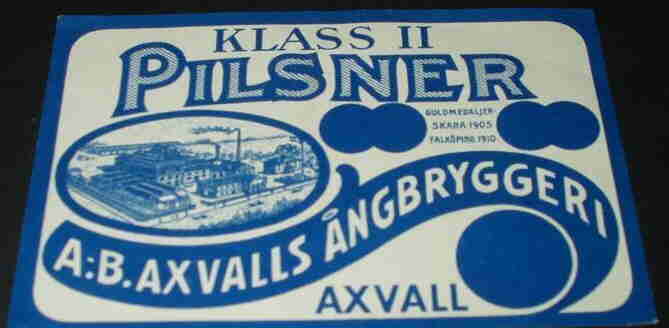 KLASS II
PILSNER
GULDMEDALJER
SKARA 1905
FALKÖPING 1910
A:B. AXVALLS ÅNGBRYGGERI
AXVALL